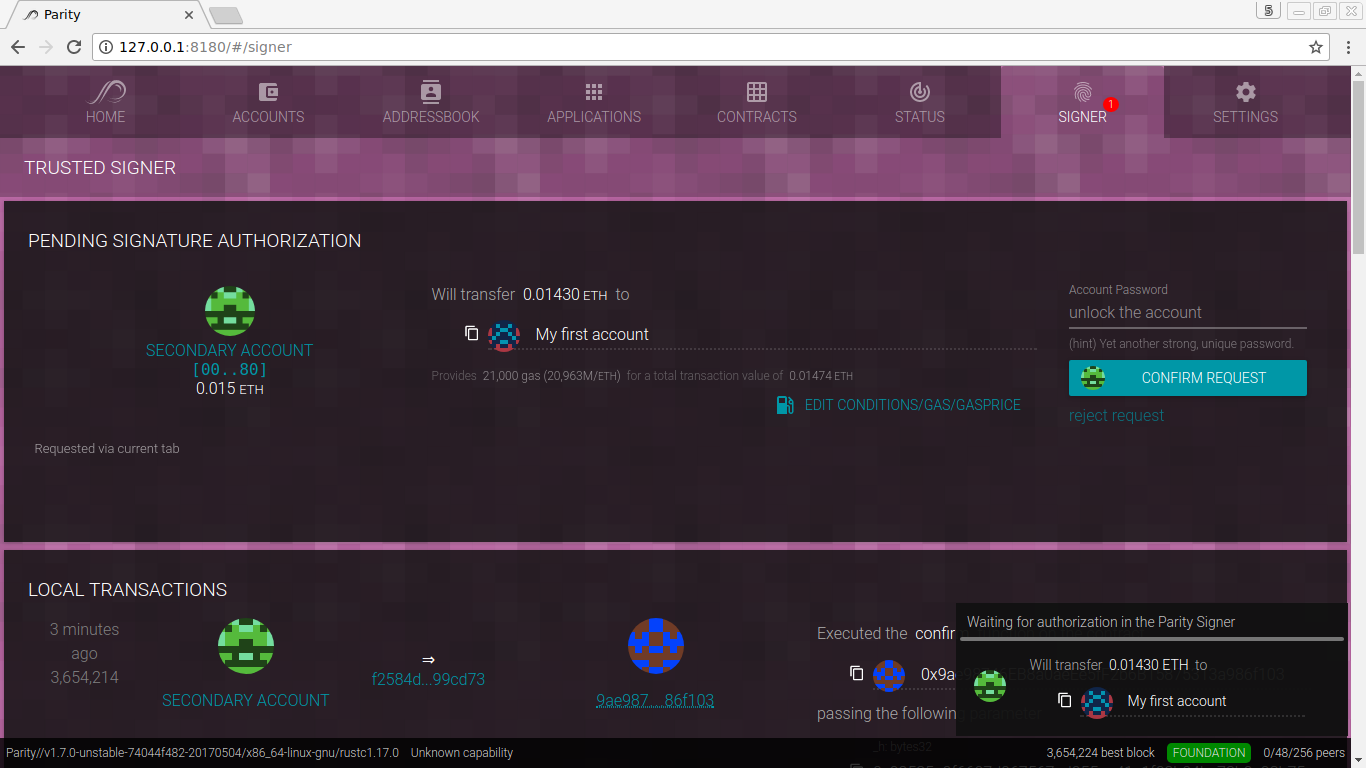 Parity
5
127.0.0.1:8180/#/signer
HOME
ACCOUNTS
ADDRESSBOOK
APPLICATIONS
CONTRACTS
STATUS
SIGNER
1
SETTINGS
TRUSTED SIGNER
PENDING SIGNATURE AUTHORIZATION
SECONDARY ACCOUNT
[00..80]
0.015 ETH
Will transfer 0.01430 ETH to
My first account
Provides 21,000 gas (20,963M/ETH) for a total transaction value of 0.01474 ETH
EDIT CONDITIONS/GAS/GASPRICE
Account Password
unlock the account
(hint) Yet another strong, unique password.
CONFIRM REQUEST
reject request
Requested via current tab
LOCAL TRANSACTIONS
3 minutes
ago
3,654,214
SECONDARY ACCOUNT
⇒
f2584d...99cd73
9ae987...86f103
Executed the confir
0x9ae
passing the following parameter
_h: bytes32
Waiting for authorization in the Parity Signer
Will transfer 0.01430 ETH to
My first account
Parity//v1.7.0-unstable-74044f482-20170504/x86_64-linux-gnu/rustc1.17.0
Unknown capability
3,654,224 best block
FOUNDATION
0/48/256 peers